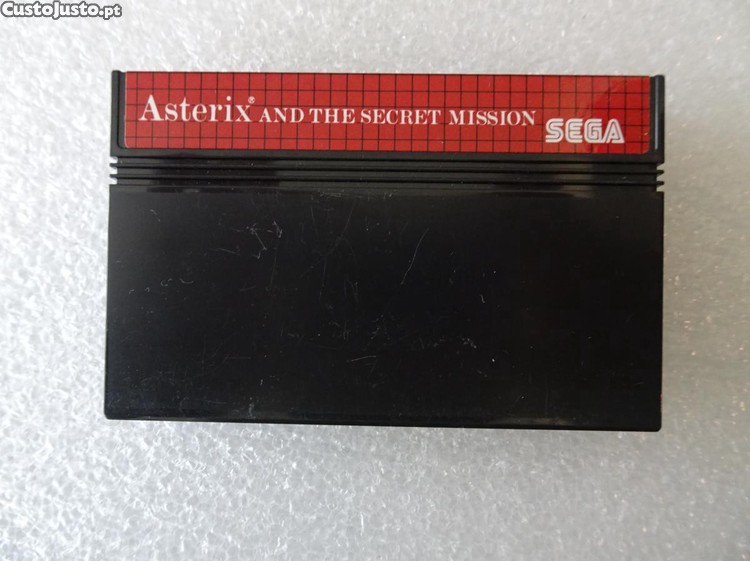 CustoJusto.pt
Asterix® AND THE SECRET MISSION
SEGA